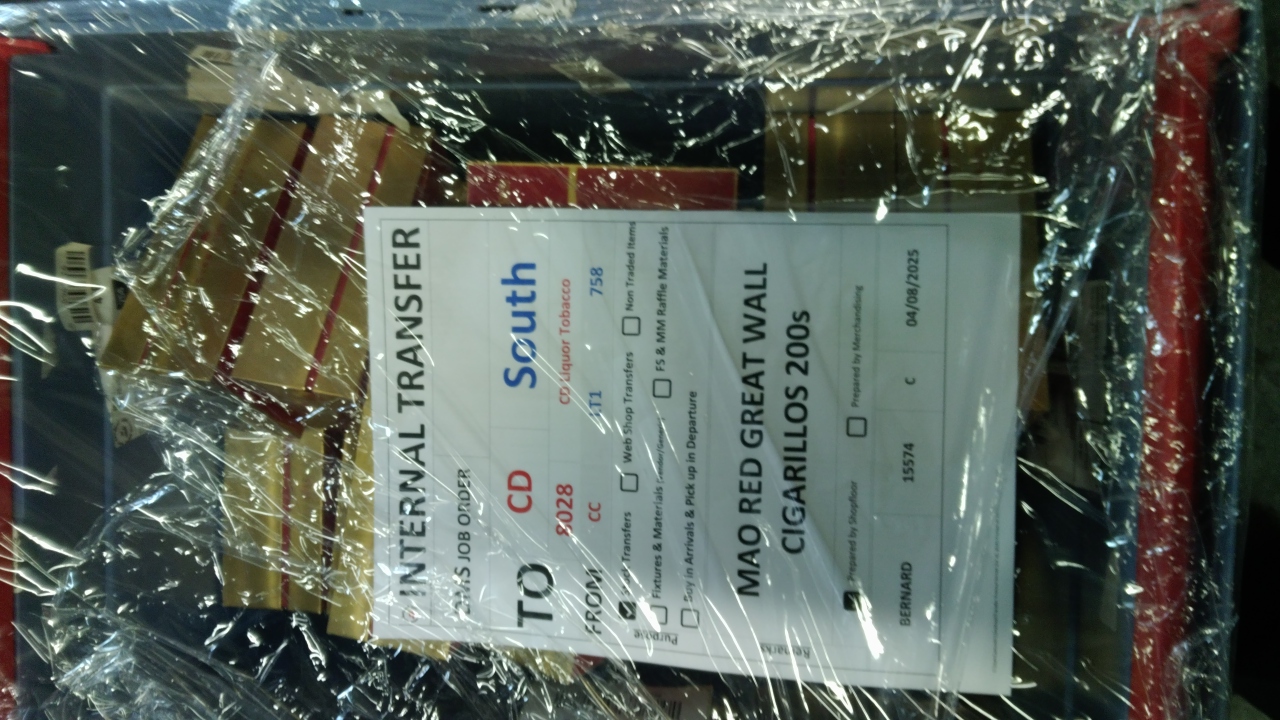 INTERNAL TRANSFER
JOB ORDER
TO CD South
8028 CD Liquor Tobacco
FROM CC LT1 758
Transfers Web Shop Transfers Non Traded Items
Fixtures & Materials FS & MM Raffle Materials
Buy in Arrivals & Pick up in Departure
Purpose
MAO RED GREAT WALL
CIGARILLOS 200s
Remarks
Prepared by Shopfloor Prepared by Merchandising
BERNARD 15574 C 04/08/2025